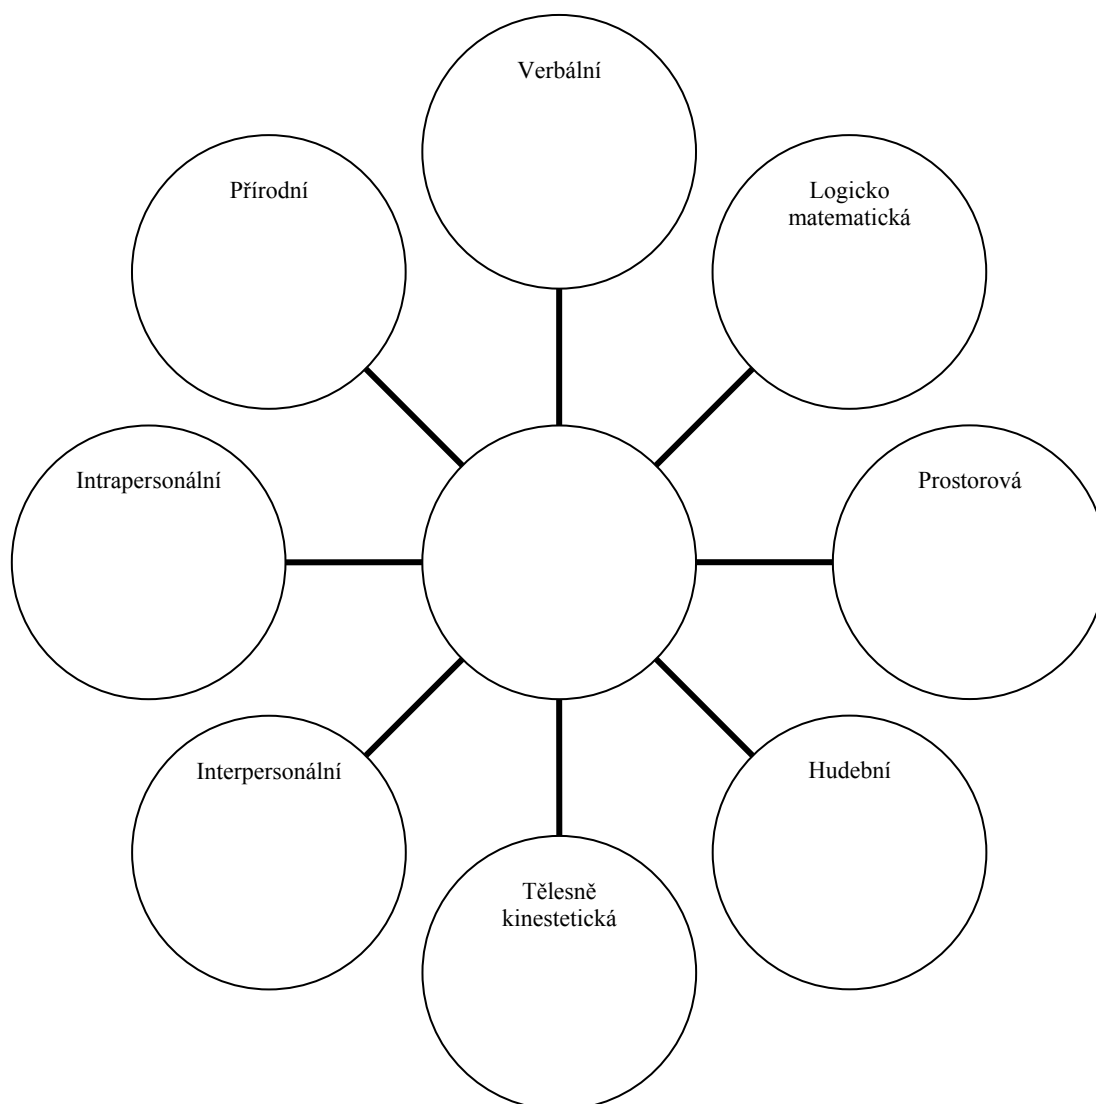 Verbální
Přírodní
Logicko
matematická
Intrapersonální
Prostorová
Interpersonální
Hudební
Tělesně
kinestetická